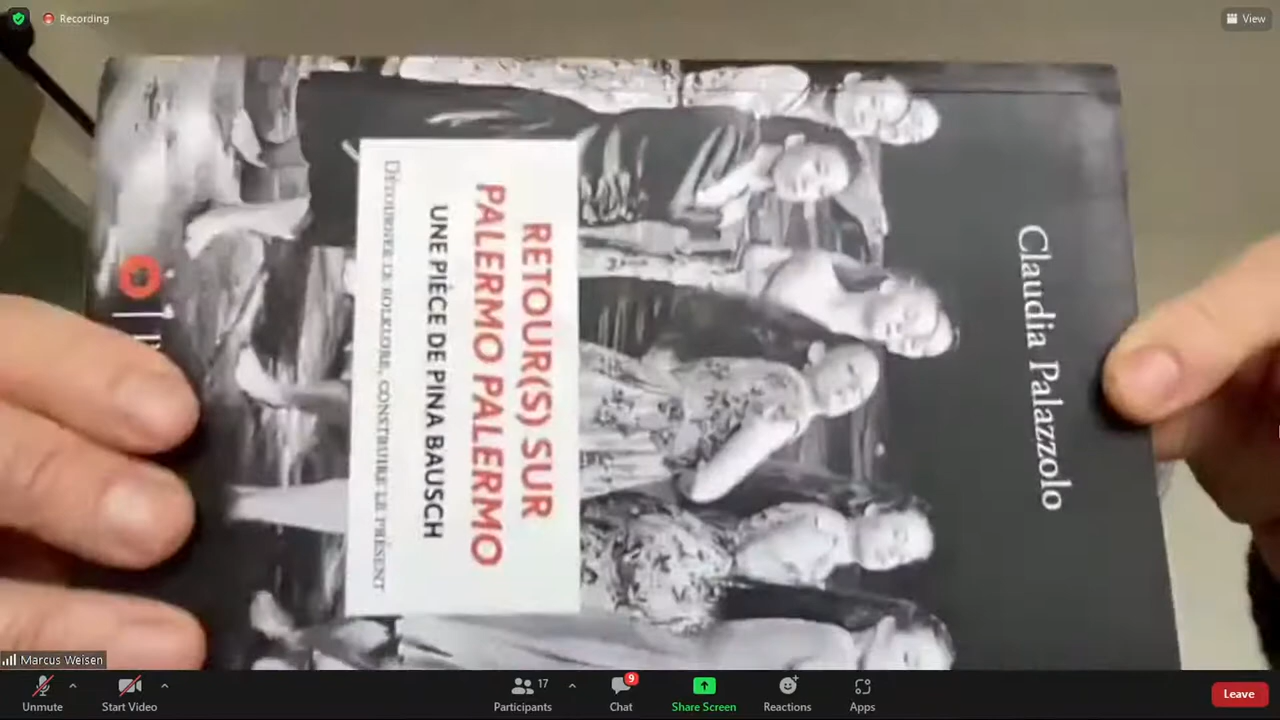 Recording
View
Claudia Palazzolo
RETOUR(S) SUR
PALERMO PALERMO
UNE PIÈCE DE PINA BAUSCH
DÉTOURNER LE FOLKLORE, CONSTRUIRE LE PRÉSENT
Marcus Weisen
Unmute
Start Video
17
Participants
9
Chat
Share Screen
Reactions
Apps
Leave